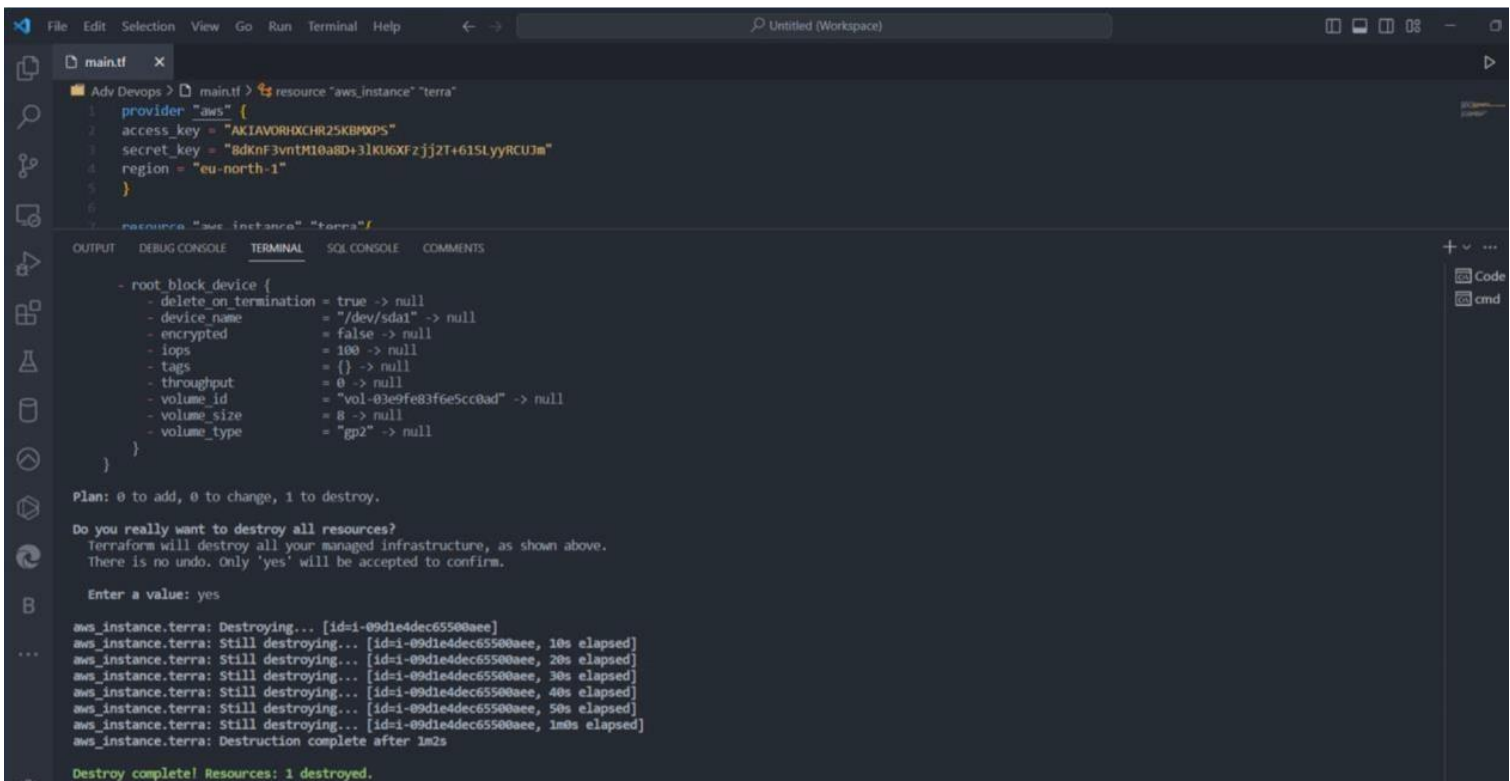 File Edit Selection View Go Run Terminal Help
Untitled (Workspace)
main.tf
Adv Devops > main.tf > resource "aws_instance" "terra"
1 provider "aws" {
2 access_key = "AKIAVORHXCHR25KBMXPS"
3 secret_key = "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"
4 region = "eu-north-1"
5 }
6
7 resource "aws_instance" "terra"{
OUTPUT DEBUG CONSOLE TERMINAL SQL CONSOLE COMMENTS
Code
cmd
- root_block_device {
- delete_on_termination = true -> null
- device_name = "/dev/sda1" -> null
- encrypted = false -> null
- iops = 100 -> null
- tags = {} -> null
- throughput = 0 -> null
- volume_id = "vol-03e9fe83f6e5cc0ad" -> null
- volume_size = 8 -> null
- volume_type = "gp2" -> null
}
}
Plan: 0 to add, 0 to change, 1 to destroy.
Do you really want to destroy all resources?
Terraform will destroy all your managed infrastructure, as shown above.
There is no undo. Only 'yes' will be accepted to confirm.
Enter a value: yes
aws_instance.terra: Destroying... [id=i-09d1e4dec65500aee]
aws_instance.terra: Still destroying... [id=i-09d1e4dec65500aee, 10s elapsed]
aws_instance.terra: Still destroying... [id=i-09d1e4dec65500aee, 20s elapsed]
aws_instance.terra: Still destroying... [id=i-09d1e4dec65500aee, 30s elapsed]
aws_instance.terra: Still destroying... [id=i-09d1e4dec65500aee, 40s elapsed]
aws_instance.terra: Still destroying... [id=i-09d1e4dec65500aee, 50s elapsed]
aws_instance.terra: Still destroying... [id=i-09d1e4dec65500aee, 1m0s elapsed]
aws_instance.terra: Destruction complete after 1m2s
Destroy complete! Resources: 1 destroyed.